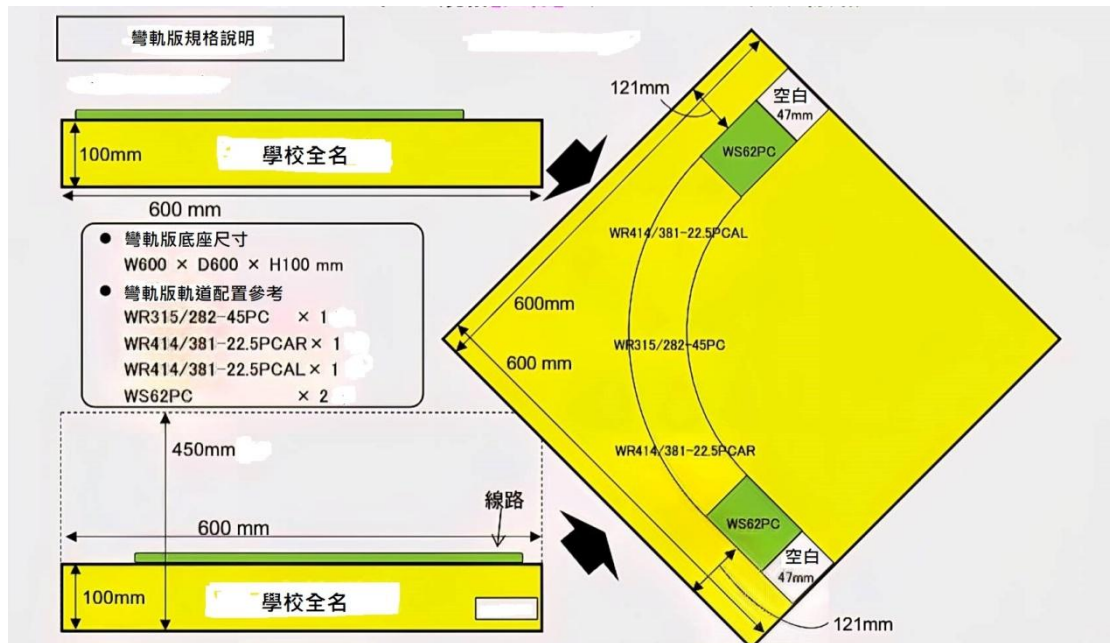 彎軌版規格說明
100mm
學校全名
600 mm
● 彎軌版底座尺寸
W600 × D600 × H100 mm
● 彎軌版軌道配置參考
WR315/282-45PC × 1
WR414/381-22.5PCAR × 1
WR414/381-22.5PCAL × 1
WS62PC × 2
450mm
線路
600 mm
100mm
學校全名
121mm
空白
47mm
WS62PC
WR414/381-22.5PCAL
600mm
WR315/282-45PC
600 mm
WR414/381-22.5PCAR
WS62PC
空白
47mm
121mm